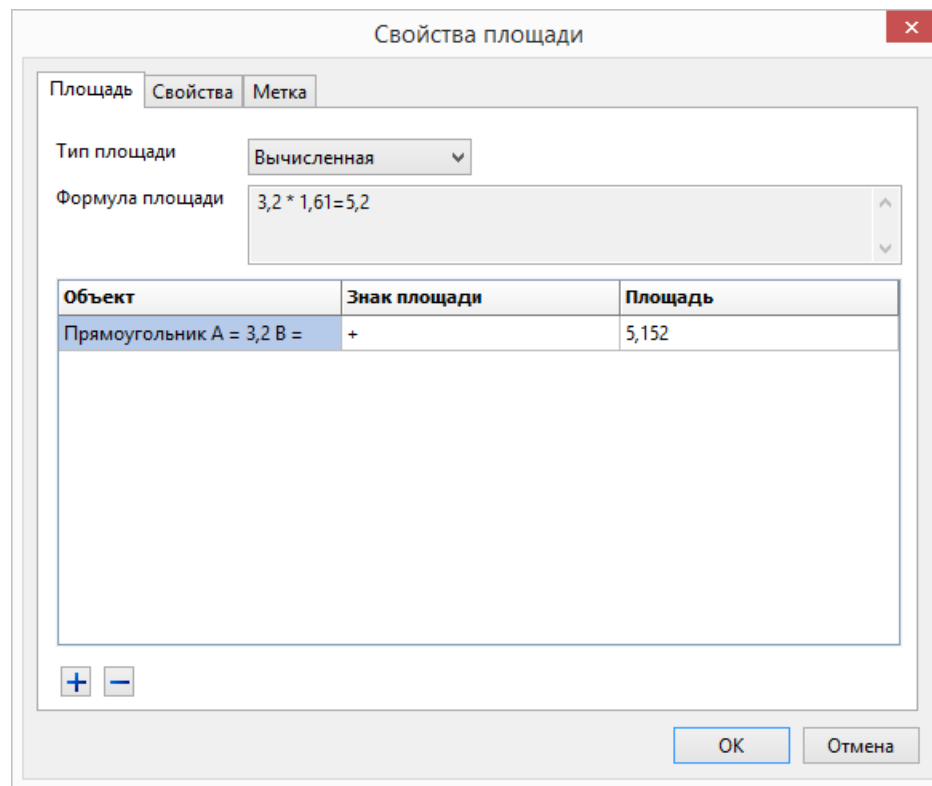 Свойства площади
Площадь Свойства Метка
Тип площади Вычисленная
Формула площади 3,2 * 1,61=5,2
Объект Знак площади Площадь
Прямоугольник A = 3,2 B = + 5,152
OK Отмена